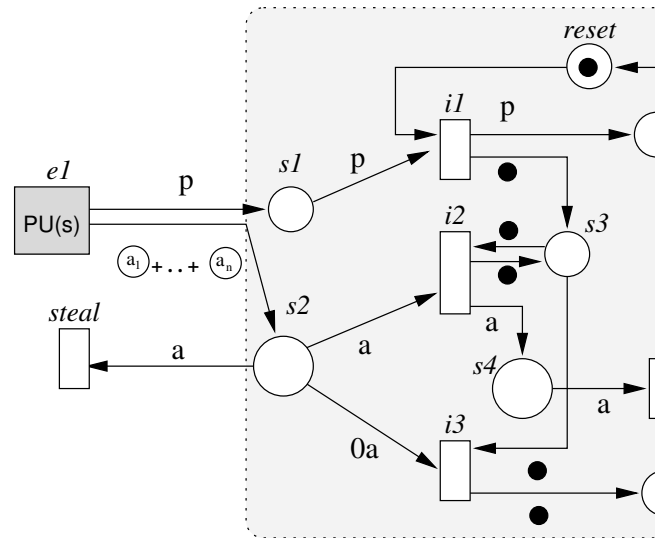 reset
i1
p
e1
s1
p
p
PU(s)
i2
s3
a1 +..+ an
steal
s2
a
a
a
s4
a
i3
0a